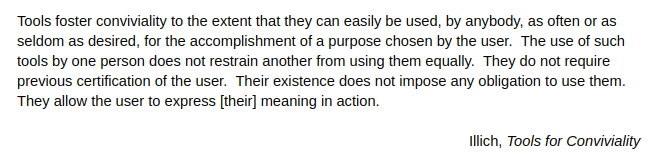 Tools foster conviviality to the extent that they can easily be used, by anybody, as often or as
seldom as desired, for the accomplishment of a purpose chosen by the user.  The use of such
tools by one person does not restrain another from using them equally.  They do not require
previous certification of the user.  Their existence does not impose any obligation to use them.
They allow the user to express [their] meaning in action.
Illich, Tools for Conviviality